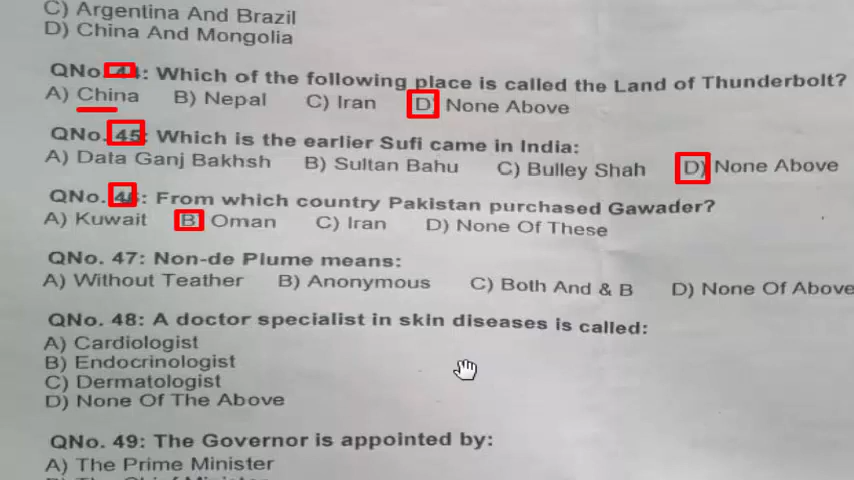 C) Argentina And Brazil
D) China And Mongolia
QNo. 44: Which of the following place is called the Land of Thunderbolt?
A) China B) Nepal C) Iran D) None Above
QNo. 45: Which is the earlier Sufi came in India:
A) Data Ganj Bakhsh B) Sultan Bahu C) Bulley Shah D) None Above
QNo. 46: From which country Pakistan purchased Gawader?
A) Kuwait B) Oman C) Iran D) None Of These
QNo. 47: Non-de Plume means:
A) Without Teather B) Anonymous C) Both And & B D) None Of Above
QNo. 48: A doctor specialist in skin diseases is called:
A) Cardiologist
B) Endocrinologist
C) Dermatologist
D) None Of The Above
QNo. 49: The Governor is appointed by:
A) The Prime Minister